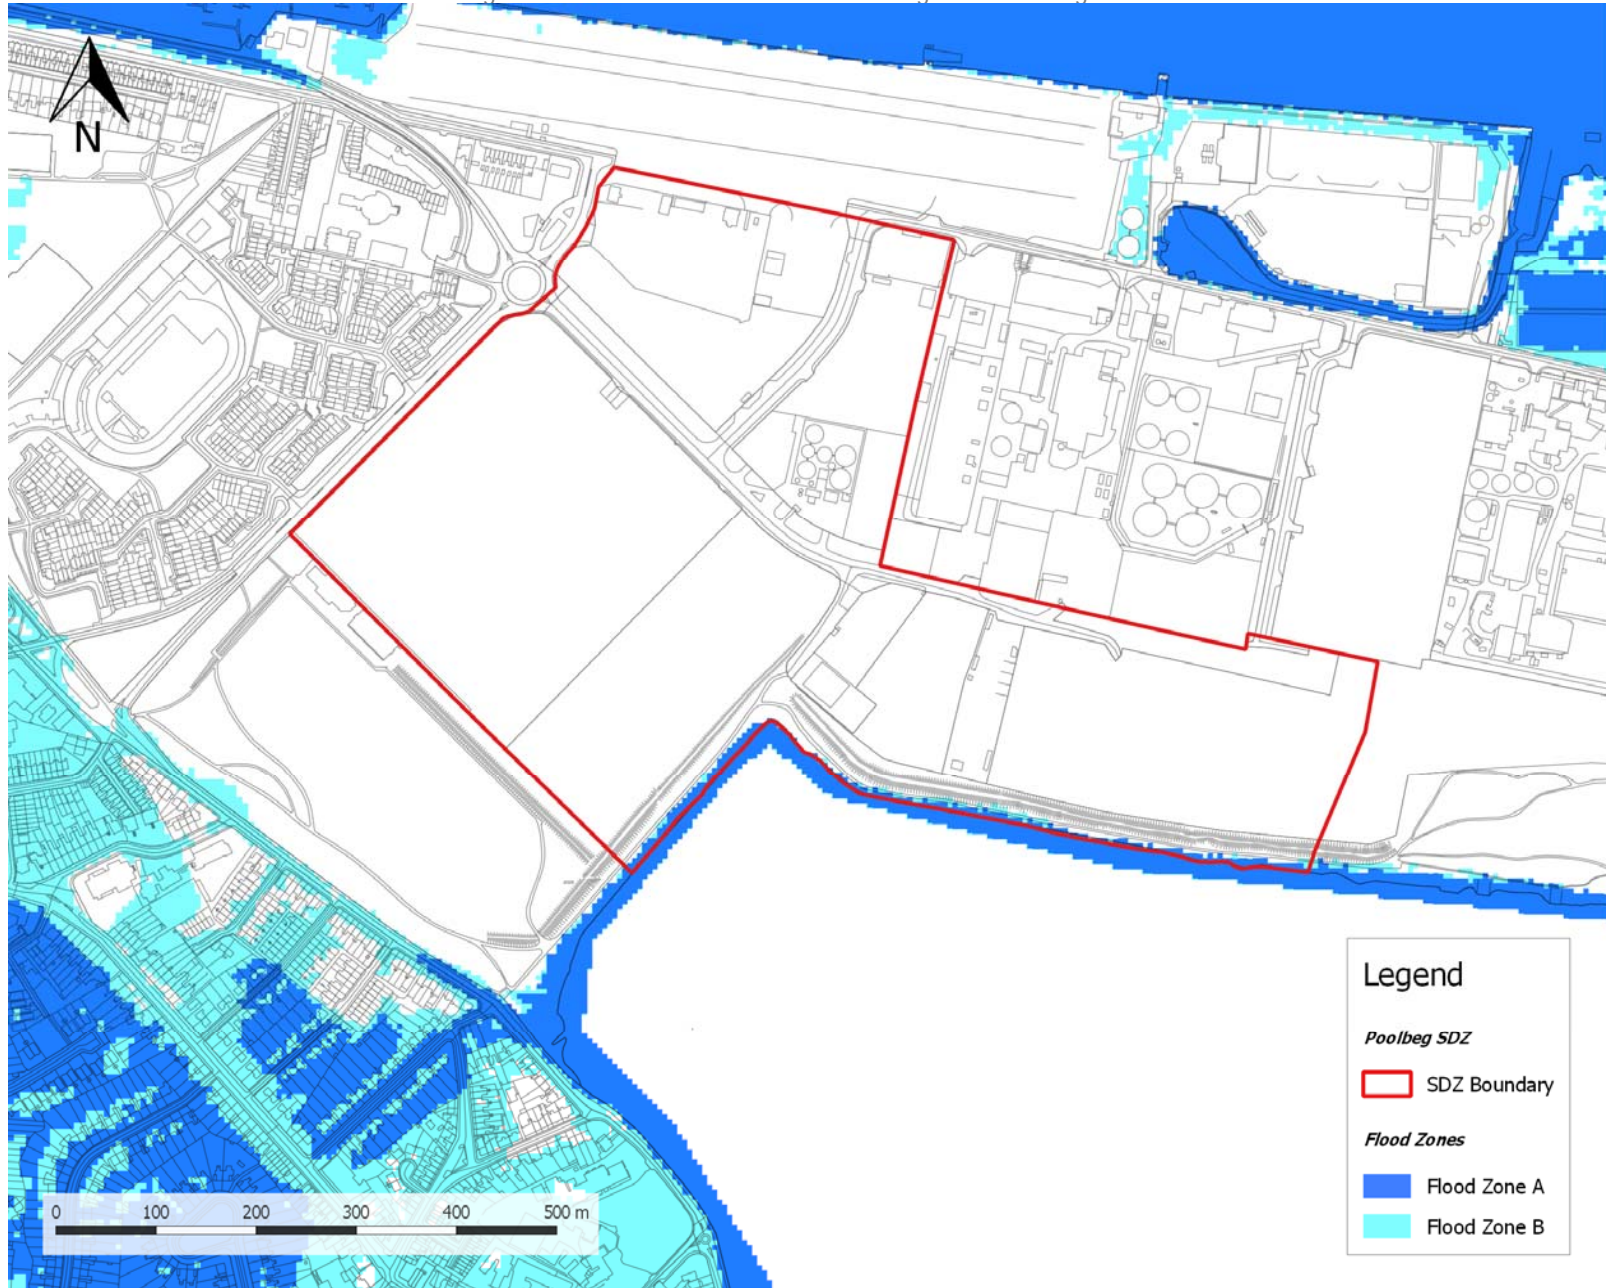 N
Legend
Poolbeg SDZ
SDZ Boundary
Flood Zones
Flood Zone A
Flood Zone B
0 100 200 300 400 500 m